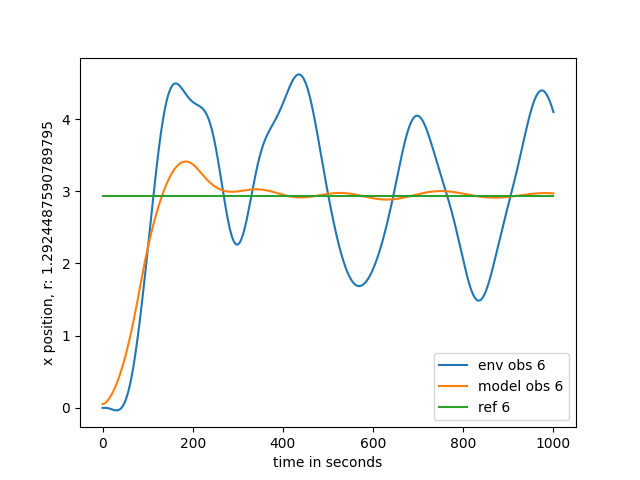 4
3
2
1
0
x position, r: 1.2924487590789795
0
200
400
600
800
1000
time in seconds
env obs 6
model obs 6
ref 6